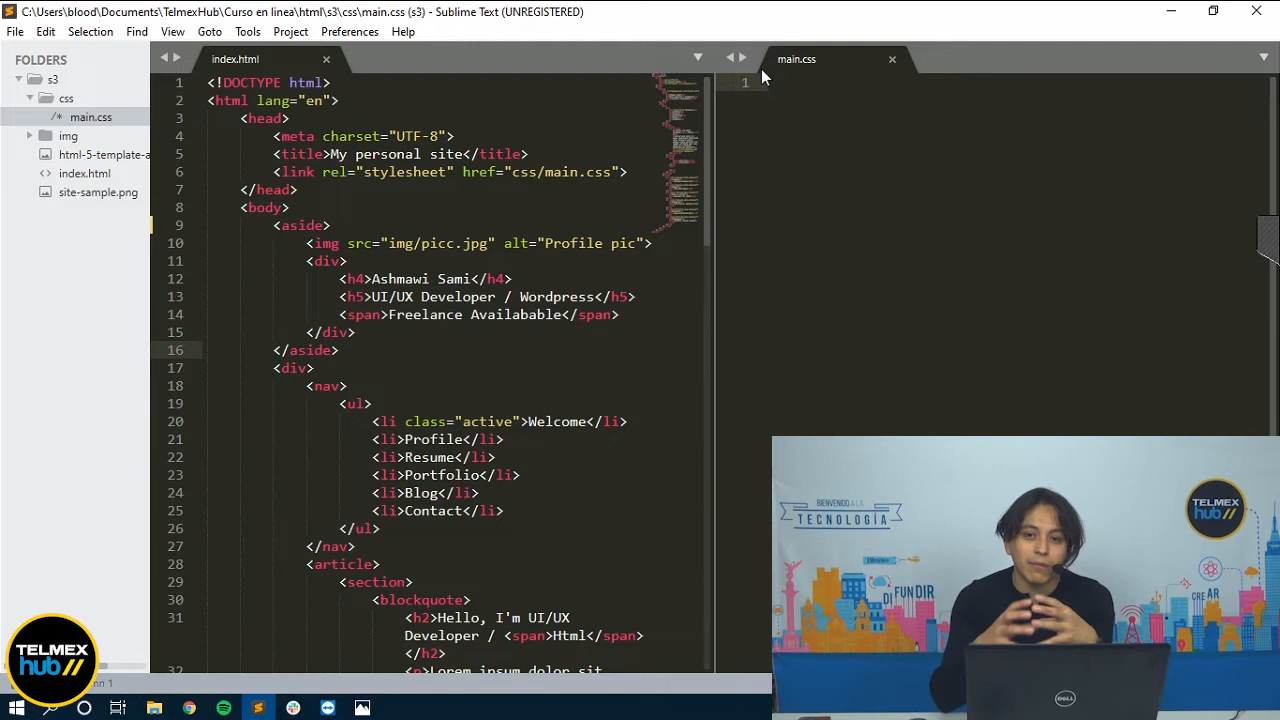 C:\Users\blood\Documents\TelmexHub\Curso en linea\html\s3\css\main.css (s3) - Sublime Text (UNREGISTERED)
File Edit Selection Find View Goto Tools Project Preferences Help
FOLDERS
s3
css
/* main.css
img
html-5-template-a
<> index.html
site-sample.png
index.html
1 <!DOCTYPE html>
2 <html lang="en">
3 <head>
4 <meta charset="UTF-8">
5 <title>My personal site</title>
6 <link rel="stylesheet" href="css/main.css">
7 </head>
8 <body>
9 <aside>
10 <img src="img/picc.jpg" alt="Profile pic">
11 <div>
12 <h4>Ashmawi Sami</h4>
13 <h5>UI/UX Developer / Wordpress</h5>
14 <span>Freelance Availabable</span>
15 </div>
16 </aside>
17 <div>
18 <nav>
19 <ul>
20 <li class="active">Welcome</li>
21 <li>Profile</li>
22 <li>Resume</li>
23 <li>Portfolio</li>
24 <li>Blog</li>
25 <li>Contact</li>
26 </ul>
27 </nav>
28 <article>
29 <section>
30 <blockquote>
31 <h2>Hello, I'm UI/UX
Developer / <span>Html</span>
</h2>
32 <p>Lorem ipsum dolor sit
main.css
1
BIENVENIDO A LA
TECNOLOGÍA
DIFUNDIR
CREAR
TELMEX
hub//
DELL
TELMEX
hub//
nn 1